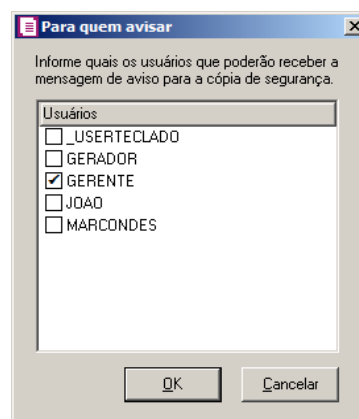 Para quem avisar
Informe quais os usuários que poderão receber a
mensagem de aviso para a cópia de segurança.
Usuários
_USERTECLADO
GERADOR
GERENTE
JOAO
MARCONDES
OK
Cancelar